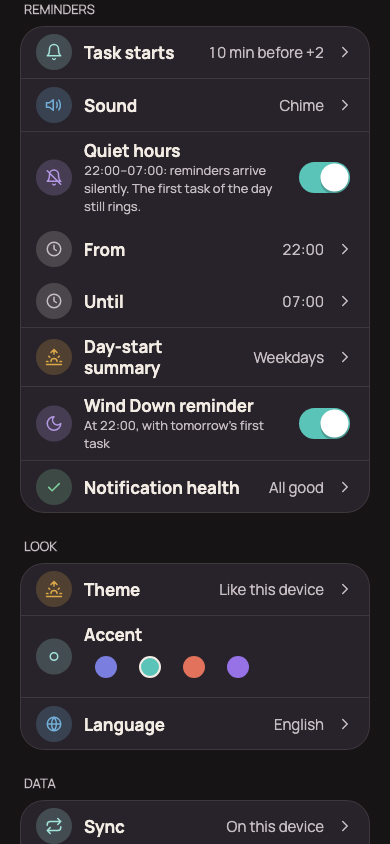 REMINDERS
Task starts 10 min before +2
Sound Chime
Quiet hours
22:00–07:00: reminders arrive
silently. The first task of the day
still rings.
From 22:00
Until 07:00
Day-start
summary Weekdays
Wind Down reminder
At 22:00, with tomorrow's first
task
Notification health All good
LOOK
Theme Like this device
Accent
Language English
DATA
Sync On this device